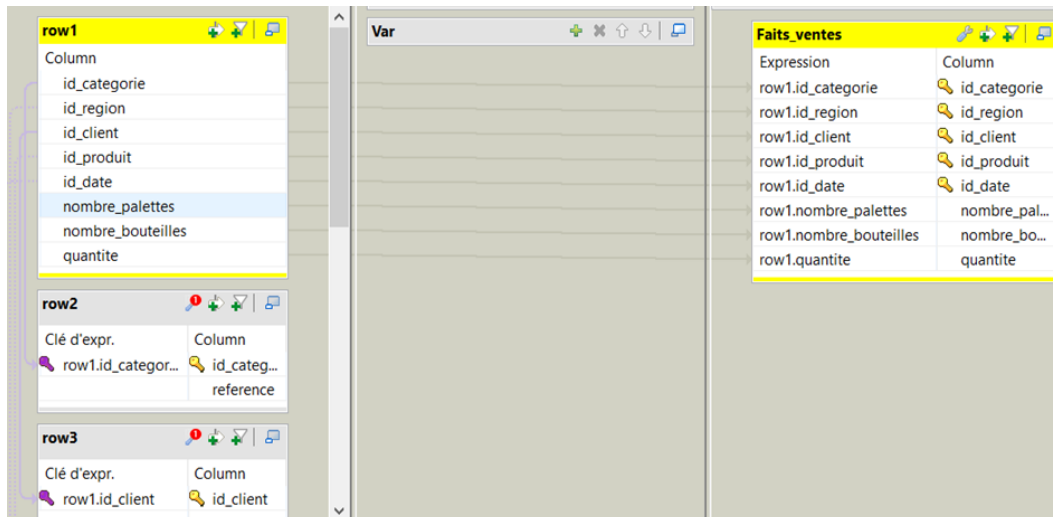 row1
Column
id_categorie
id_region
id_client
id_produit
id_date
nombre_palettes
nombre_bouteilles
quantite
row2
Clé d'expr. Column
row1.id_categor... id_categ...
reference
row3
Clé d'expr. Column
row1.id_client id_client
Var
Faits_ventes
Expression Column
row1.id_categorie id_categorie
row1.id_region id_region
row1.id_client id_client
row1.id_produit id_produit
row1.id_date id_date
row1.nombre_palettes nombre_pal...
row1.nombre_bouteilles nombre_bo...
row1.quantite quantite